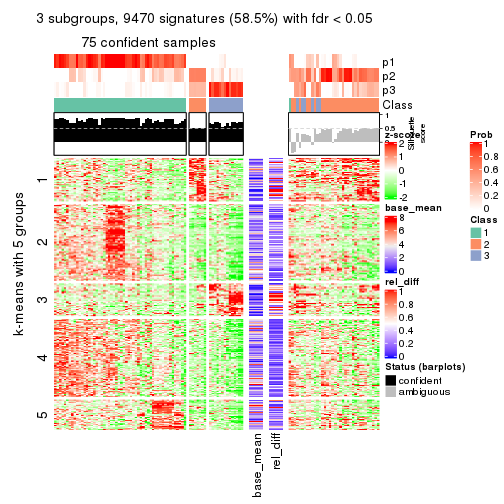 3 subgroups, 9470 signatures (58.5%) with fdr < 0.05
75 confident samples
p1
p2
p3
Class
1
0.5
0
Silhouette
score
k-means with 5 groups
1
2
3
4
5
base_mean
rel_diff
z-score
2
1
0
-1
-2
base_mean
8
6
4
2
0
rel_diff
1
0.8
0.6
0.4
0.2
0
Status (barplots)
confident
ambiguous
Prob
1
0.8
0.6
0.4
0.2
0
Class
1
2
3